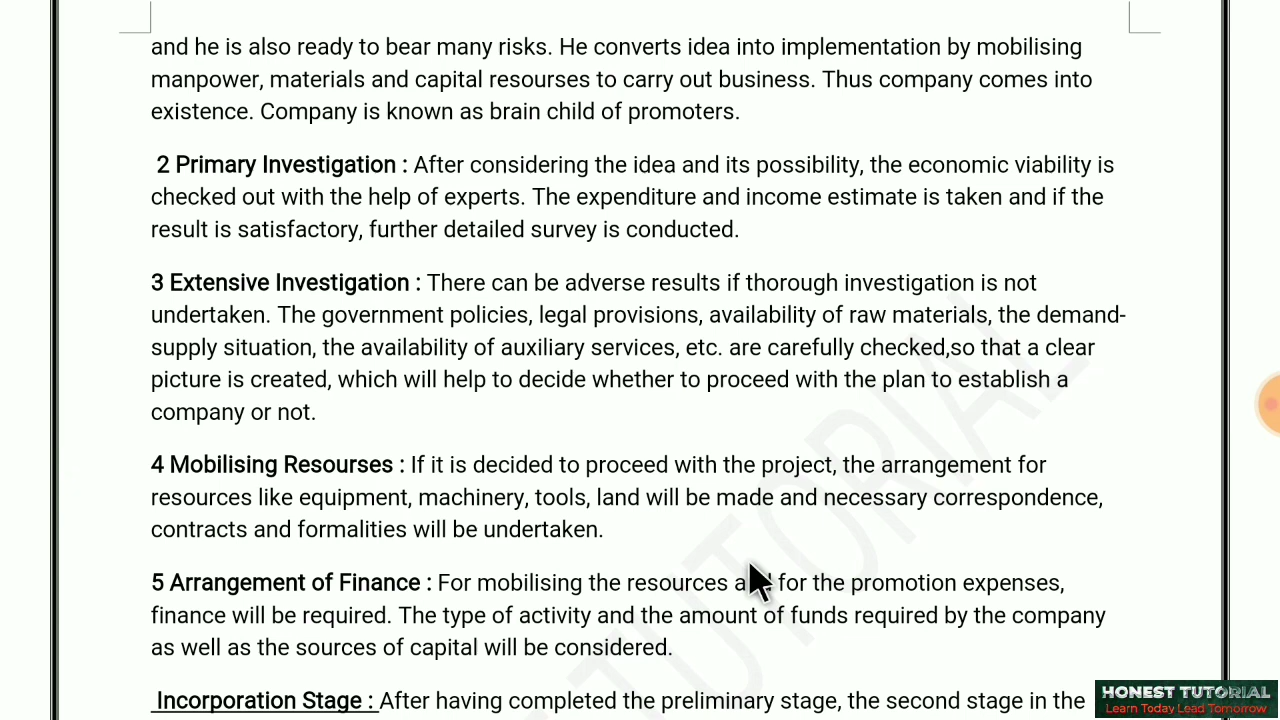 and he is also ready to bear many risks. He converts idea into implementation by mobilising
manpower, materials and capital resourses to carry out business. Thus company comes into
existence. Company is known as brain child of promoters.
2 Primary Investigation : After considering the idea and its possibility, the economic viability is
checked out with the help of experts. The expenditure and income estimate is taken and if the
result is satisfactory, further detailed survey is conducted.
3 Extensive Investigation : There can be adverse results if thorough investigation is not
undertaken. The government policies, legal provisions, availability of raw materials, the demand-
supply situation, the availability of auxiliary services, etc. are carefully checked,so that a clear
picture is created, which will help to decide whether to proceed with the plan to establish a
company or not.
4 Mobilising Resourses : If it is decided to proceed with the project, the arrangement for
resources like equipment, machinery, tools, land will be made and necessary correspondence,
contracts and formalities will be undertaken.
5 Arrangement of Finance : For mobilising the resources and for the promotion expenses,
finance will be required. The type of activity and the amount of funds required by the company
as well as the sources of capital will be considered.
Incorporation Stage : After having completed the preliminary stage, the second stage in the
TUTORIAL
HONEST TUTORIAL
Learn Today Lead Tomorrow